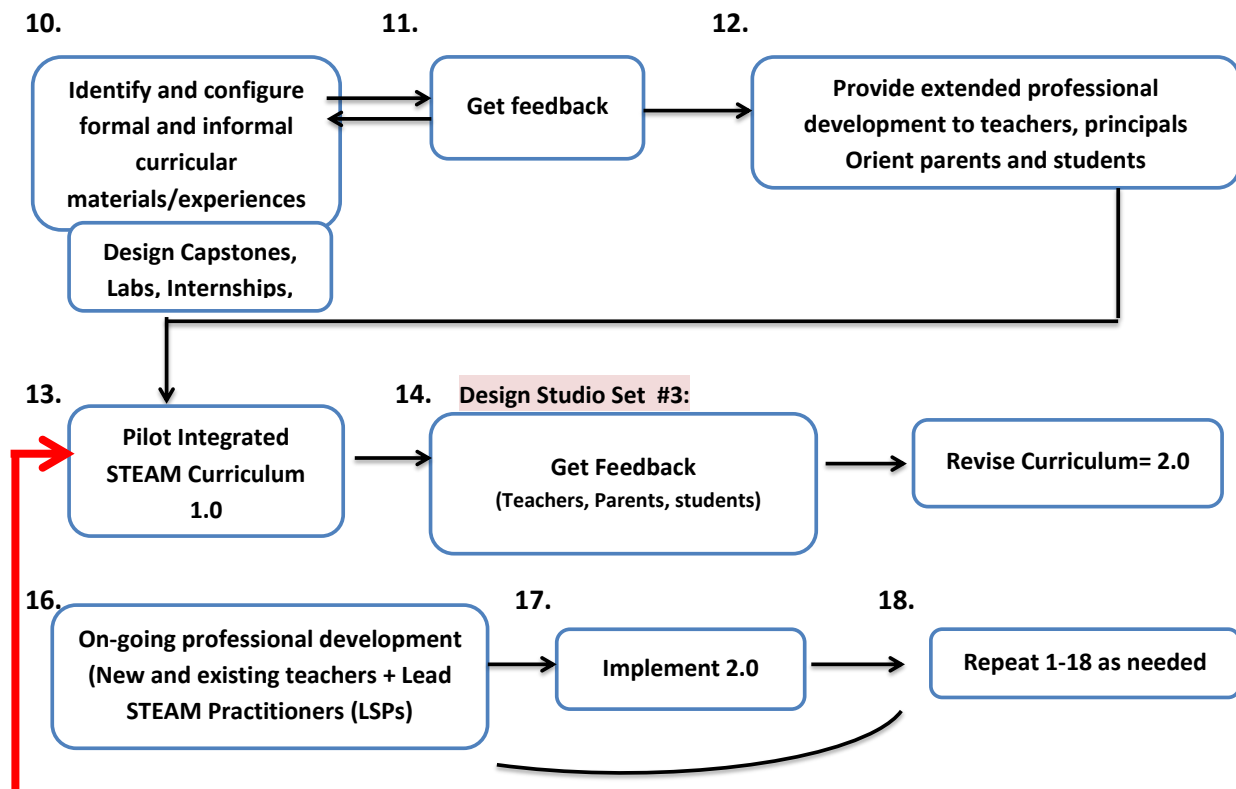 10.
11.
12.
Identify and configure
formal and informal
curricular
materials/experiences
Get feedback
Provide extended professional
development to teachers, principals
Orient parents and students
Design Capstones,
Labs, Internships,
13.
14.
Design Studio Set #3:
Pilot Integrated
STEAM Curriculum
1.0
Get Feedback
(Teachers, Parents, students)
Revise Curriculum= 2.0
16.
17.
18.
On-going professional development
(New and existing teachers + Lead
STEAM Practitioners (LSPs)
Implement 2.0
Repeat 1-18 as needed